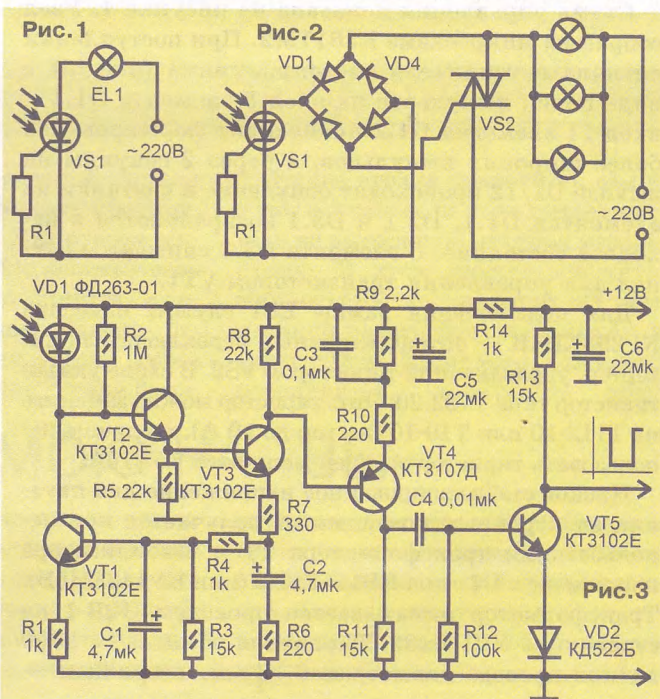 Рис.1
EL1
VS1
R1
~220В
Рис.2
VD1
VD4
VS1
VS2
R1
~220В
VD1 ФД263-01
R2
1М
R8
22k
C3
0,1мк
R9 2,2k
C5
22мк
R14
1k
+12В
R13
15k
C6
22мк
VT2
КТ3102Е
R5 22k
VT3
КТ3102Е
R10
220
VT4
КТ3107Д
C4 0,01мк
R7
330
R4
1k
C2
4,7мк
VT1
КТ3102Е
VT5
КТ3102Е
Рис.3
R1
1k
C1
4,7мк
R3
15k
R6
220
R11
15k
R12
100k
VD2
КД522Б